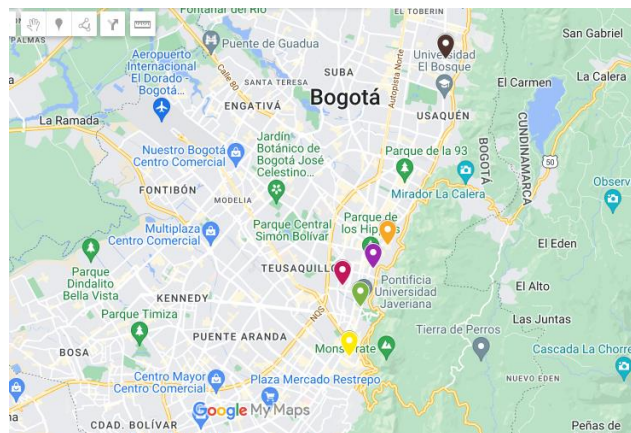 Fontanar del Río
EL TOBERIN
San Gabriel
PALMAS
Puente de Guadua
Aeropuerto
Internacional
El Dorado -
Bogotá...
Calle 80
SUBA
SANTA TERESA
Autopista Norte
Universidad
El Bosque
El Carmen
La Calera
Bogotá
ENGATIVÁ
USAQUÉN
La Ramada
CUNDINAMARCA
BOGOTÁ
Nuestro Bogotá
Centro Comercial
Jardín
Botánico de
Bogotá José
Celestino...
Parque de la 93
50
FONTIBÓN
MODELIA
Mirador La Calera
Observ
Multiplaza
Centro Comercial
Parque Central
Simón Bolívar
Parque de
los Hip
s
El Eden
Parque
Dindalito
Bella Vista
TEUSAQUILLO
Pontificia
Universidad
Javeriana
El Alto
KENNEDY
NQS
Parque Timiza
Las Juntas
PUENTE ARANDA
Tierra de Perros
BOSA
Mons
rrate
Cascada La Chorre
Centro Mayor
Centro Comercial
Plaza Mercado Restrepo
NUEVO EDEN
Google My Maps
a
CDAD. BOLÍVAR
Peñas de